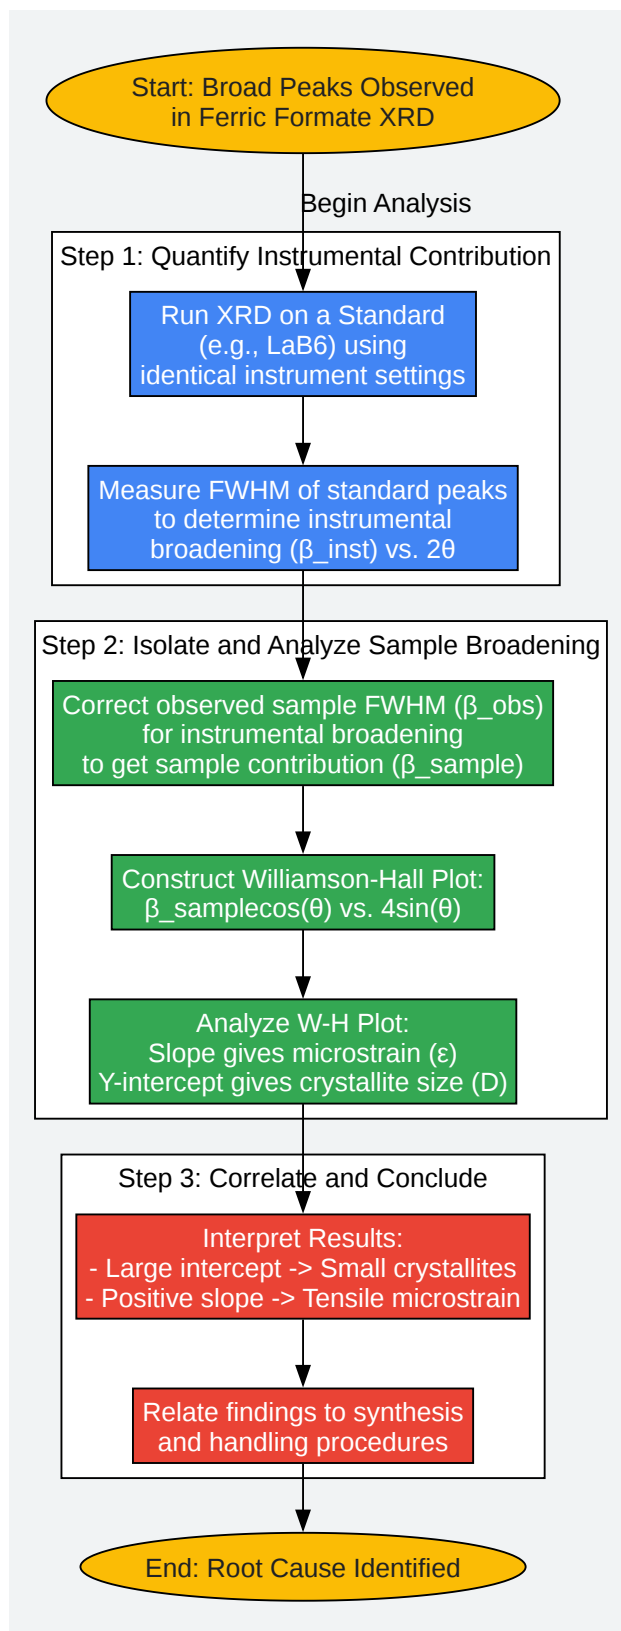 Start: Broad Peaks Observed
in Ferric Formate XRD
Begin Analysis
Step 1: Quantify Instrumental Contribution
Run XRD on a Standard
(e.g., LaB6) using
identical instrument settings
Measure FWHM of standard peaks
to determine instrumental
broadening (β_inst) vs. 2θ
Step 2: Isolate and Analyze Sample Broadening
Correct observed sample FWHM (β_obs)
for instrumental broadening
to get sample contribution (β_sample)
Construct Williamson-Hall Plot:
β_samplecos(θ) vs. 4sin(θ)
Analyze W-H Plot:
Slope gives microstrain (ε)
Y-intercept gives crystallite size (D)
Step 3: Correlate and Conclude
Interpret Results:
- Large intercept -> Small crystallites
- Positive slope -> Tensile microstrain
Relate findings to synthesis
and handling procedures
End: Root Cause Identified